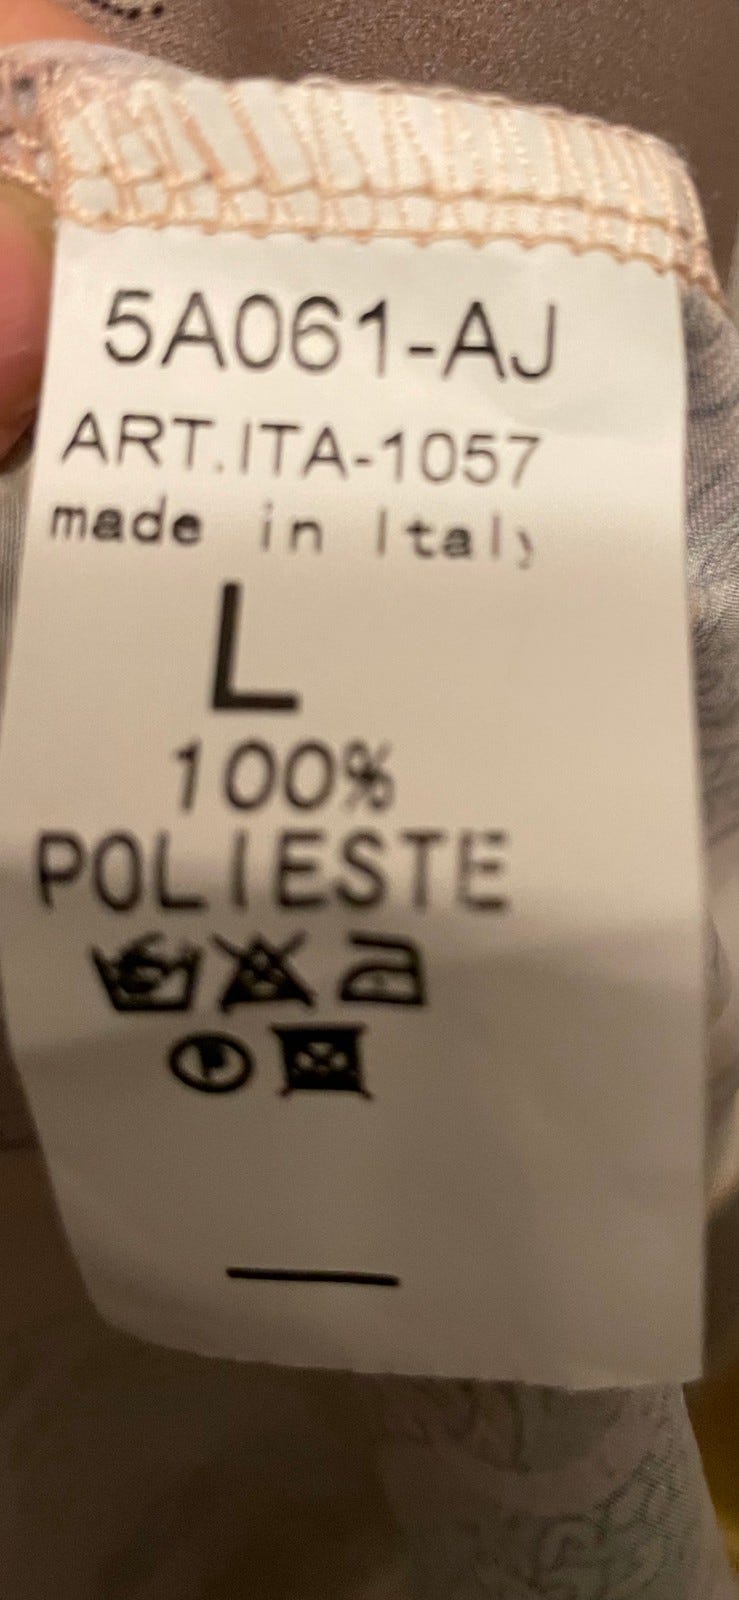 5A061-AJ
ART.ITA-1057
made in Italy
L
100%
POLIESTE